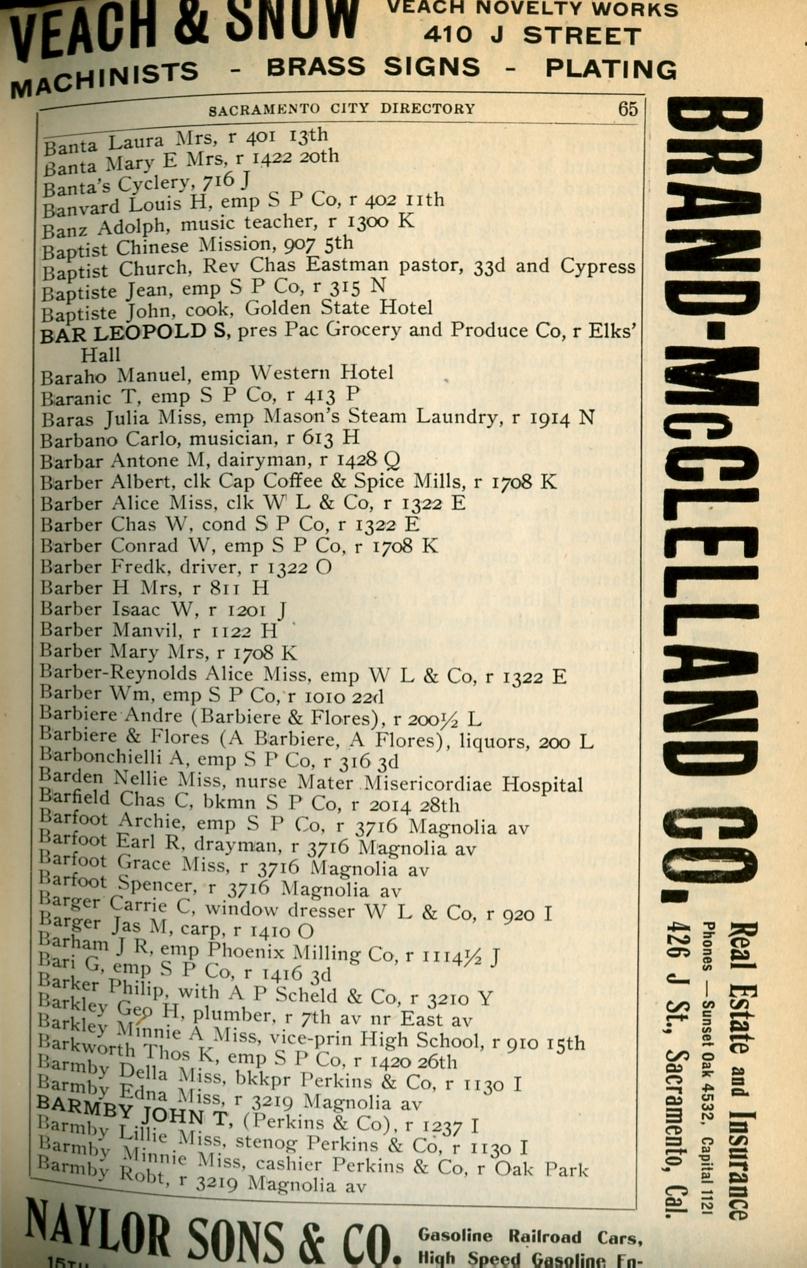 VEACH & SNOW
VEACH NOVELTY WORKS
410 J STREET
MACHINISTS - BRASS SIGNS - PLATING
SACRAMENTO CITY DIRECTORY 65
Banta Laura Mrs, r 401 13th
Banta Mary E Mrs, r 1422 20th
Banta's Cyclery, 716 J
Banvard Louis H, emp S P Co, r 402 11th
Banz Adolph, music teacher, r 1300 K
Baptist Chinese Mission, 907 5th
Baptist Church, Rev Chas Eastman pastor, 33d and Cypress
Baptiste Jean, emp S P Co, r 315 N
Baptiste John, cook, Golden State Hotel
BAR LEOPOLD S, pres Pac Grocery and Produce Co, r Elks'
Hall
Baraho Manuel, emp Western Hotel
Baranic T, emp S P Co, r 413 P
Baras Julia Miss, emp Mason's Steam Laundry, r 1914 N
Barbano Carlo, musician, r 613 H
Barbar Antone M, dairyman, r 1428 Q
Barber Albert, clk Cap Coffee & Spice Mills, r 1708 K
Barber Alice Miss, clk W L & Co, r 1322 E
Barber Chas W, cond S P Co, r 1322 E
Barber Conrad W, emp S P Co, r 1708 K
Barber Fredk, driver, r 1322 O
Barber H Mrs, r 811 H
Barber Isaac W, r 1201 J
Barber Manvil, r 1122 H
Barber Mary Mrs, r 1708 K
Barber-Reynolds Alice Miss, emp W L & Co, r 1322 E
Barber Wm, emp S P Co, r 1010 22d
Barbiere Andre (Barbiere & Flores), r 200½ L
Barbiere & Flores (A Barbiere, A Flores), liquors, 200 L
Barbonchielli A, emp S P Co, r 316 3d
Barden Nellie Miss, nurse Mater Misericordiae Hospital
Barfield Chas C, bkmn S P Co, r 2014 28th
Barfoot Archie, emp S P Co, r 3716 Magnolia av
Barfoot Earl R, drayman, r 3716 Magnolia av
Barfoot Grace Miss, r 3716 Magnolia av
Barfoot Spencer, r 3716 Magnolia av
Barger Carrie C, window dresser W L & Co, r 920 I
Barger Jas M, carp, r 1410 O
Barham J R, emp Phoenix Milling Co, r 1114½ J
Bari G, emp S P Co, r 1416 3d
Barker Philip, with A P Scheld & Co, r 3210 Y
Barkley Geo H, plumber, r 7th av nr East av
Barkley Minnie A Miss, vice-prin High School, r 910 15th
Barkworth Thos K, emp S P Co, r 1420 26th
Barmby Della Miss, bkkpr Perkins & Co, r 1130 I
Barmby Edna Miss, r 3219 Magnolia av
BARMBY JOHN T, (Perkins & Co), r 1237 I
Barmby Lillie Miss, stenog Perkins & Co, r 1130 I
Barmby Minnie Miss, cashier Perkins & Co, r Oak Park
Barmby Robt, r 3219 Magnolia av
BRAND-McCLELLAND CO.
Real Estate and Insurance
Phones — Sunset Oak 4532, Capital 1121
426 J St., Sacramento, Cal.
NAYLOR SONS & CO.
Gasoline Railroad Cars,
High Speed Gasoline En-
15TH